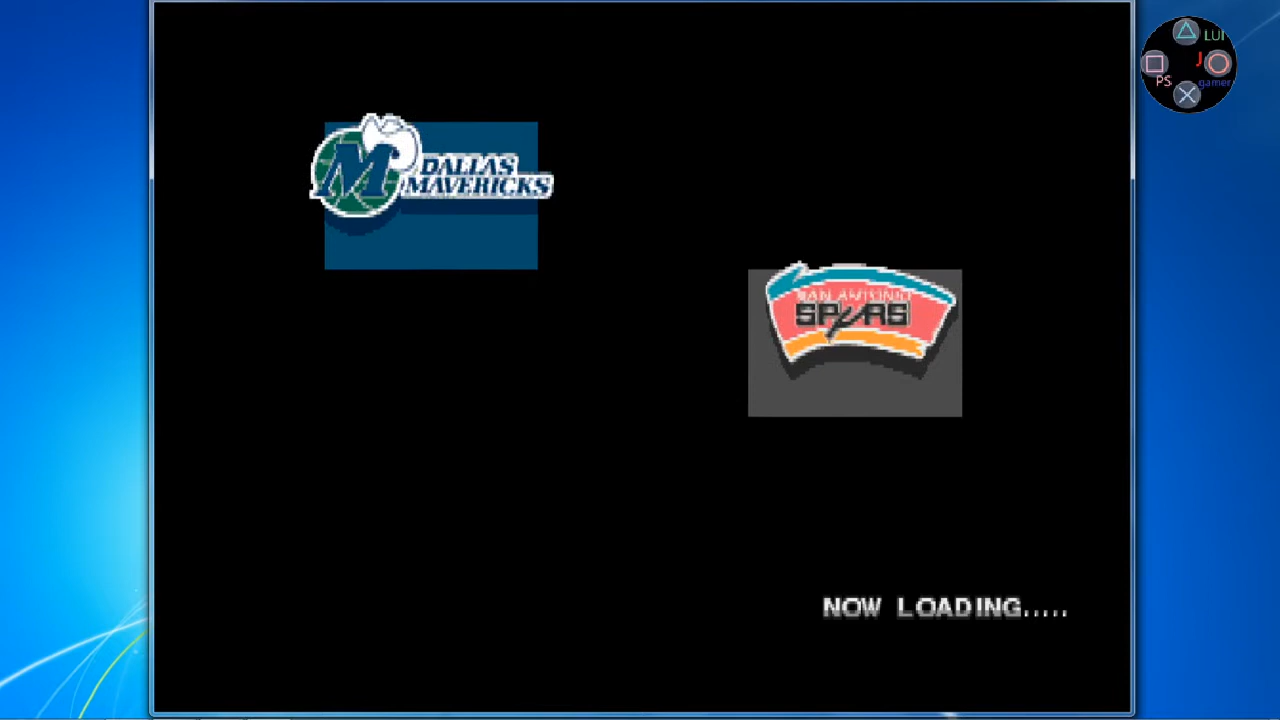 LUI
J
PS
gamer
M
DALLAS
MAVERICKS
SAN ANTONIO
SPURS
NOW LOADING.....